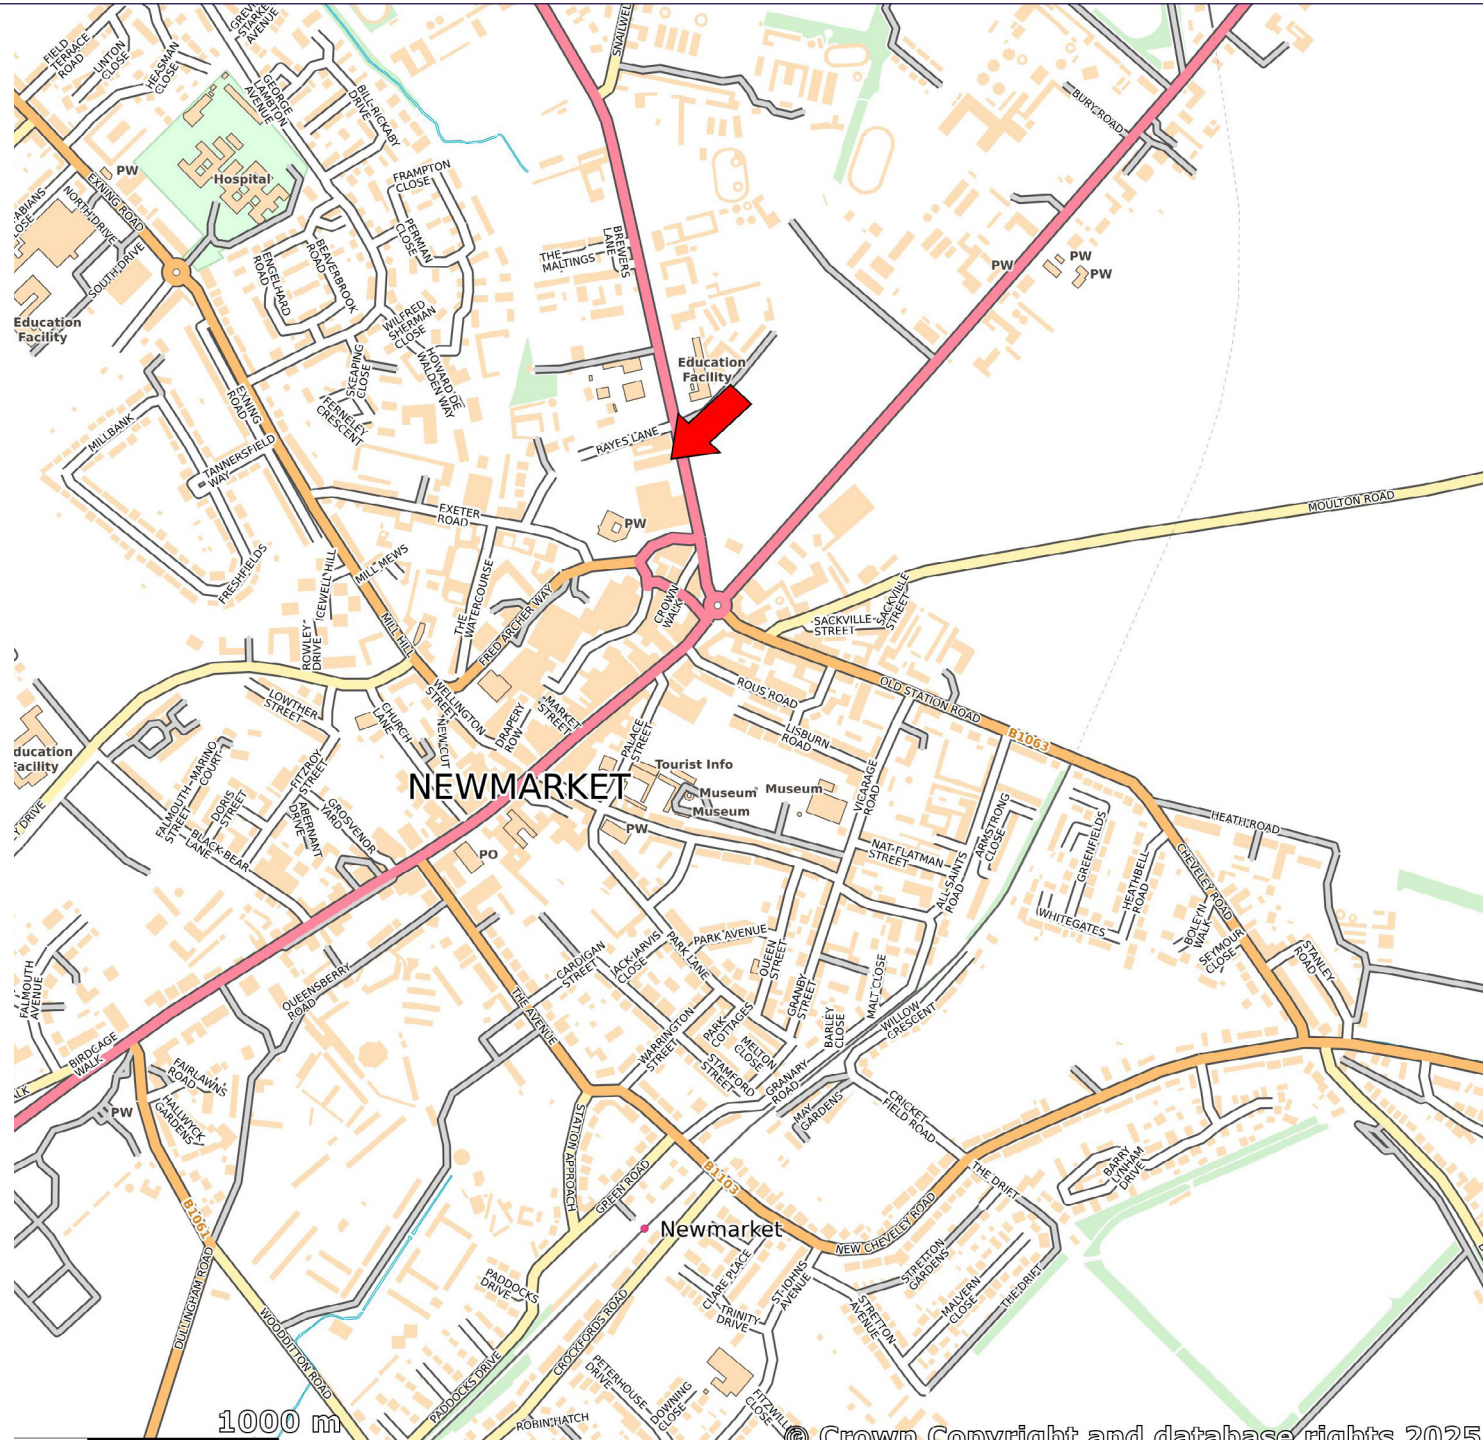 GREVI
STARKE
AVENUE
SNAILWEL
FIELD
TERRACE
ROAD
LINTON
CLOSE
HEASMAN
CLOSE
GEORGE
LAMBTON
AVENUE
BILL-RICKABY
DRIVE
BURY ROAD
PW
Hospital
FRAMPTON
CLOSE
EXNING ROAD
NORTH DRIVE
SOUTH DRIVE
ABIANS
LOSE
PERMIAN
CLOSE
BREWERS
LANE
THE
MALTINGS
ENGELHARD
ROAD
BEAVERBROOK
ROAD
PW
PW
PW
Education
Facility
WILFRED
SHERMAN
CLOSE
HOWARD DE
WALDEN WAY
SKEAPING
CLOSE
FERNELEY
CRESCENT
Education
Facility
EXNING
ROAD
MILLBANK
TANNERSFIELD
WAY
RAYES LANE
EXETER
ROAD
PW
MOULTON ROAD
FRESHFIELDS
ICEWELL HILL
MILL MEWS
THE
WATERCOURSE
FRED ARCHER WAY
CROWN
WALK
SACKVILLE
STREET
SACKVILLE
STREET
ROWLEY
DRIVE
MILL HILL
LOWTHER
STREET
WELLINGTON
STREET
CHURCH
LANE
NEW CUT
DRAPERY
ROW
MARKET
STREET
PALACE
STREET
ROUS ROAD
LISBURN
ROAD
OLD STATION ROAD
B1063
ducation
Facility
FALMOUTH
STREET
MARINO
COURT
DORIS
STREET
FITZROY
STREET
ABERNANT
DRIVE
GROSVENOR
YARD
BLACK BEAR
LANE
Y DRIVE
NEWMARKET
Tourist Info
Museum
Museum
Museum
PW
PO
VICARAGE
ROAD
NAT-FLATMAN
STREET
ARMSTRONG
CLOSE
ALL-SAINTS
ROAD
GREENFIELDS
HEATHBELL
ROAD
WHITEGATES
HEATH ROAD
CHEVELEY ROAD
BOLEYN
WALK
SEYMOUR
CLOSE
STANLEY
ROAD
FALMOUTH
AVENUE
QUEENSBERRY
ROAD
THE AVENUE
CARDIGAN
STREET
JACK-JARVIS
CLOSE
PARK LANE
PARK AVENUE
QUEEN
STREET
GRANBY
STREET
MALT CLOSE
BARLEY
CLOSE
WILLOW
CRESCENT
WARRINGTON
STREET
PARK
COTTAGES
MELTON
CLOSE
STAMFORD
STREET
GRANARY
ROAD
MAY
GARDENS
CRICKET
FIELD ROAD
BIRDCAGE
WALK
LK
FAIRLAWNS
ROAD
HALLWYCK
GARDENS
PW
STATION APPROACH
GREEN ROAD
B1103
THE DRIFT
BARRY
LYNHAM
DRIVE
B1061
Newmarket
NEW CHEVELEY ROAD
DULLINGHAM ROAD
WOODDITTON ROAD
PADDOCKS
DRIVE
CLARE PLACE
TRINITY
DRIVE
ST-JOHNS
AVENUE
STRETTON
GARDENS
STRETTON
AVENUE
MALVERN
CLOSE
THE DRIFT
PADDOCKS DRIVE
CROCKFORDS ROAD
PETERHOUSE
DRIVE
DOWNING
CLOSE
FITZWILL
CLOSE
ROBIN HATCH
1000 m
© Crown Copyright and database rights 2025